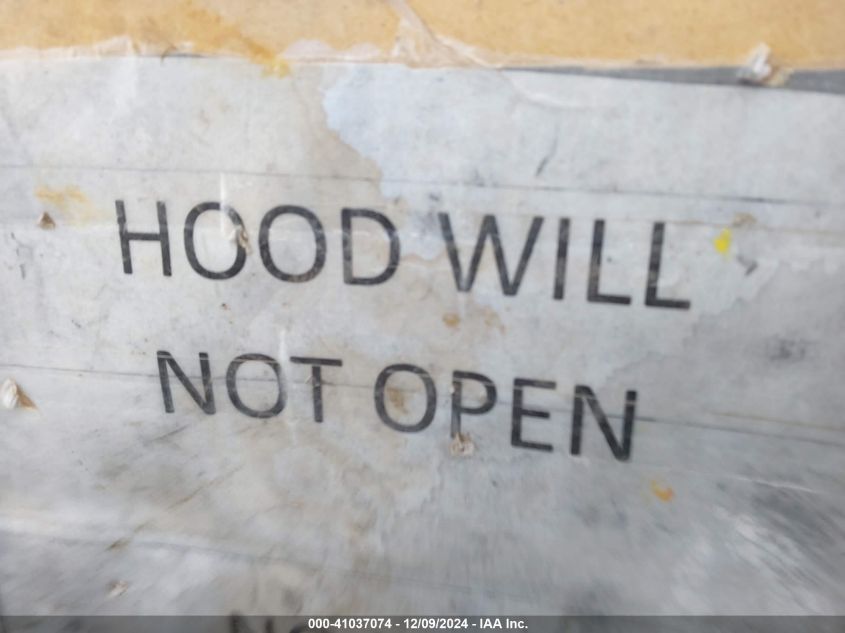 HOOD WILL
NOT OPEN
000-41037074 - 12/09/2024 - IAA Inc.